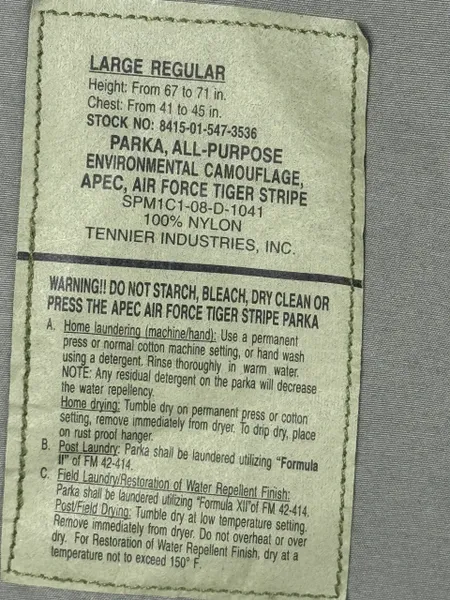 LARGE REGULAR
Height: From 67 to 71 in.
Chest: From 41 to 45 in.
STOCK NO: 8415-01-547-3536
PARKA, ALL-PURPOSE
ENVIRONMENTAL CAMOUFLAGE,
APEC, AIR FORCE TIGER STRIPE
SPM1C1-08-D-1041
100% NYLON
TENNIER INDUSTRIES, INC.
WARNING!! DO NOT STARCH, BLEACH, DRY CLEAN OR
PRESS THE APEC AIR FORCE TIGER STRIPE PARKA
A. Home laundering (machine/hand): Use a permanent
press or normal cotton machine setting, or hand wash
using a detergent. Rinse thoroughly in warm water.
NOTE: Any residual detergent on the parka will decrease
the water repellency.
Home drying: Tumble dry on permanent press or cotton
setting, remove immediately from dryer. To drip dry, place
on rust proof hanger.
B. Post Laundry: Parka shall be laundered utilizing "Formula
II" of FM 42-414.
C. Field Laundry/Restoration of Water Repellent Finish:
Parka shall be laundered utilizing "Formula XII"of FM 42-414.
Post/Field Drying: Tumble dry at low temperature setting.
Remove immediately from dryer. Do not overheat or over
dry. For Restoration of Water Repellent Finish, dry at a
temperature not to exceed 150° F.